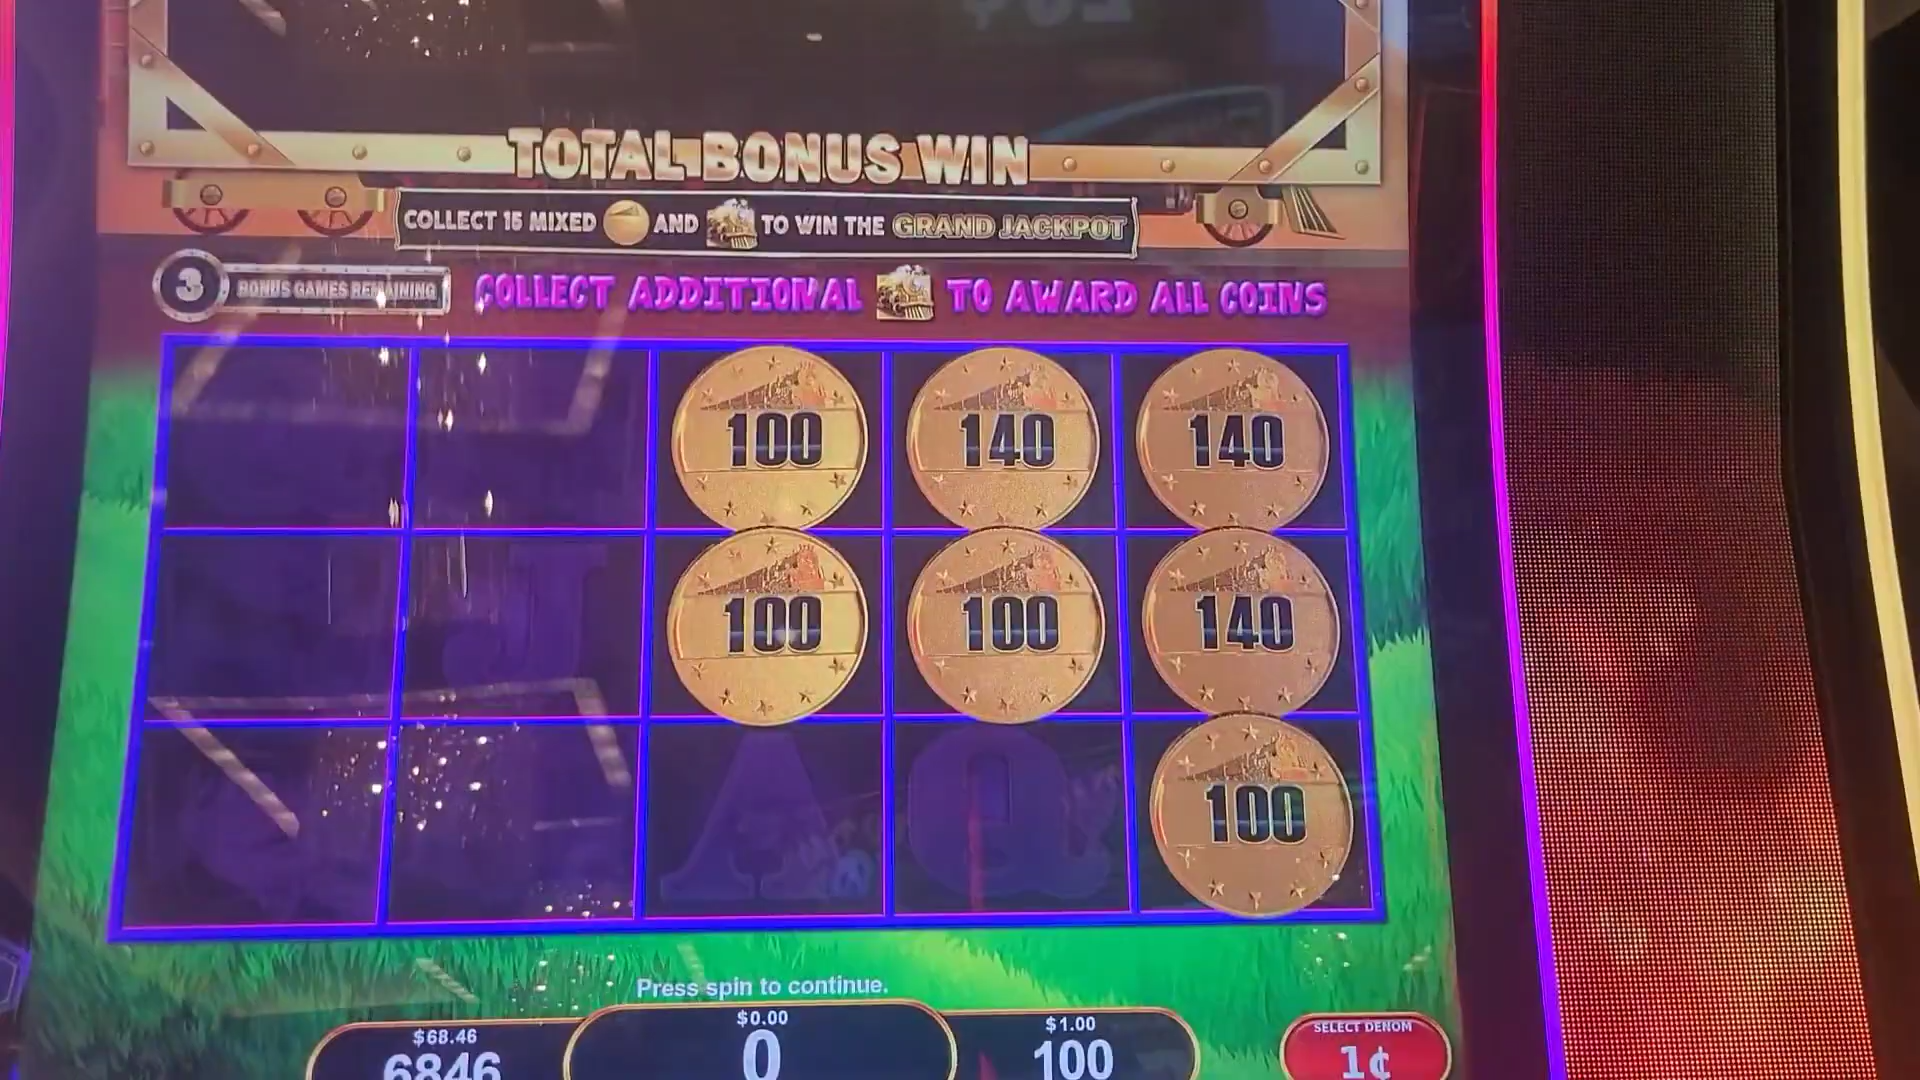 TOTAL BONUS WIN
COLLECT 15 MIXED AND TO WIN THE GRAND JACKPOT
3 BONUS GAMES REMAINING
COLLECT ADDITIONAL TO AWARD ALL COINS
100 140 140
J 100 100 140
A Q 100
Press spin to continue.
$68.46 $0.00 $1.00 SELECT DENOM
6846 0 100 1¢